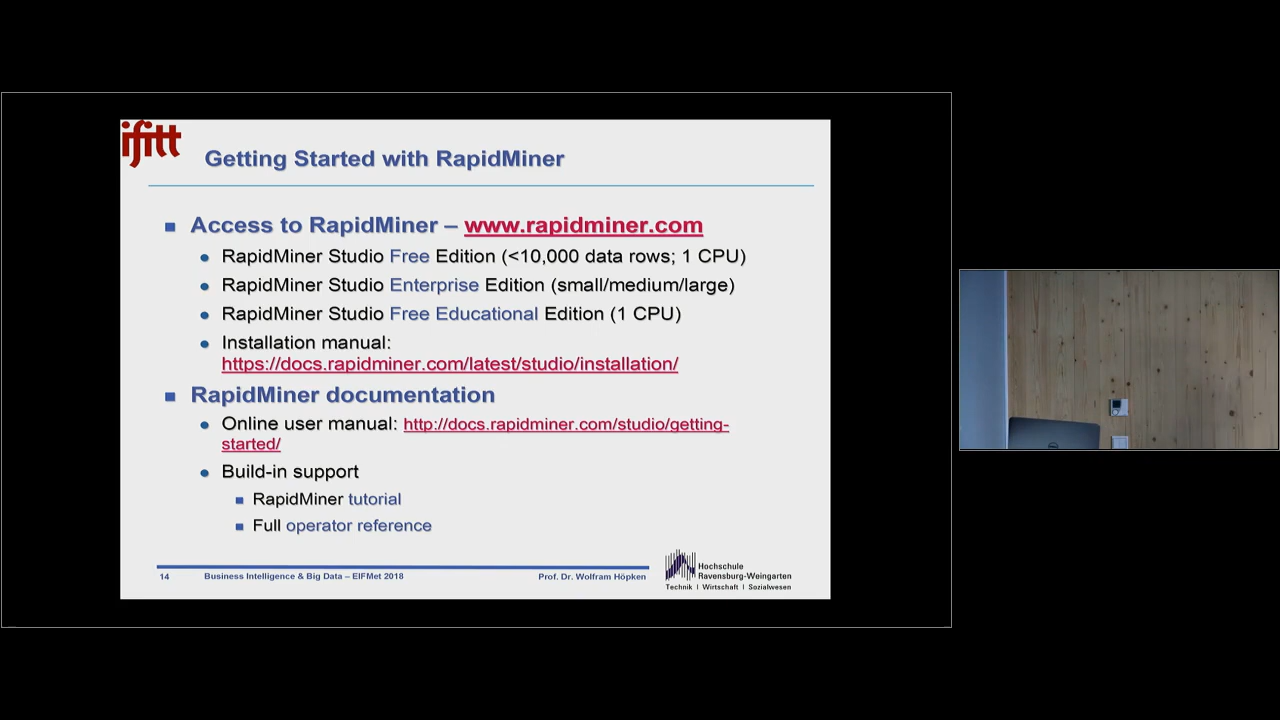 ifitt
Getting Started with RapidMiner
Access to RapidMiner – www.rapidminer.com
RapidMiner Studio Free Edition (<10,000 data rows; 1 CPU)
RapidMiner Studio Enterprise Edition (small/medium/large)
RapidMiner Studio Free Educational Edition (1 CPU)
Installation manual:
https://docs.rapidminer.com/latest/studio/installation/
RapidMiner documentation
Online user manual: http://docs.rapidminer.com/studio/getting-
started/
Build-in support
RapidMiner tutorial
Full operator reference
14 Business Intelligence & Big Data – EIFMet 2018 Prof. Dr. Wolfram Höpken
Hochschule
Ravensburg-Weingarten
Technik | Wirtschaft | Sozialwesen